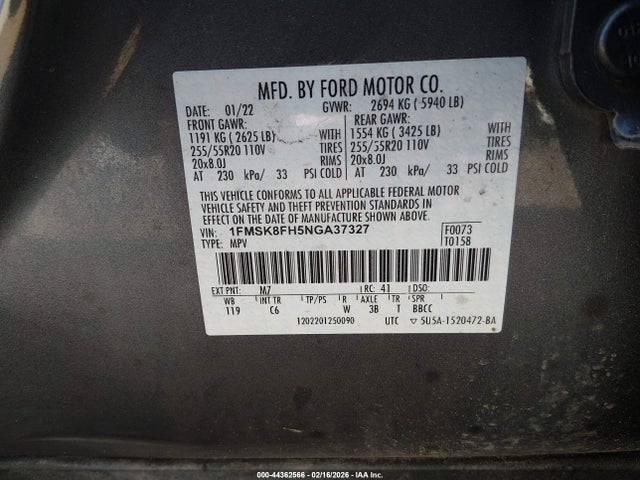 MFD. BY FORD MOTOR CO.
DATE: 01/22 GVWR: 2694 KG ( 5940 LB)
FRONT GAWR: REAR GAWR:
1191 KG ( 2625 LB) WITH 1554 KG ( 3425 LB) WITH
255/55R20 110V TIRES 255/55R20 110V TIRES
20x8.0J RIMS 20x8.0J RIMS
AT 230 kPa/ 33 PSI COLD AT 230 kPa/ 33 PSI COLD
THIS VEHICLE CONFORMS TO ALL APPLICABLE FEDERAL MOTOR
VEHICLE SAFETY AND THEFT PREVENTION STANDARDS IN
EFFECT ON THE DATE OF MANUFACTURE SHOWN ABOVE.
VIN: 1FMSK8FH5NGA37327 F0073
TYPE: MPV T0158
EXT PNT: M7 RC: 41 DSO:
WB INT TR TP/PS R AXLE TR SPR
119 C6 W 3B T BBCC
1202201250090 UTC ▽ 5U5A-1520472-BA
000-44362566 - 02/16/2026 - IAA Inc.